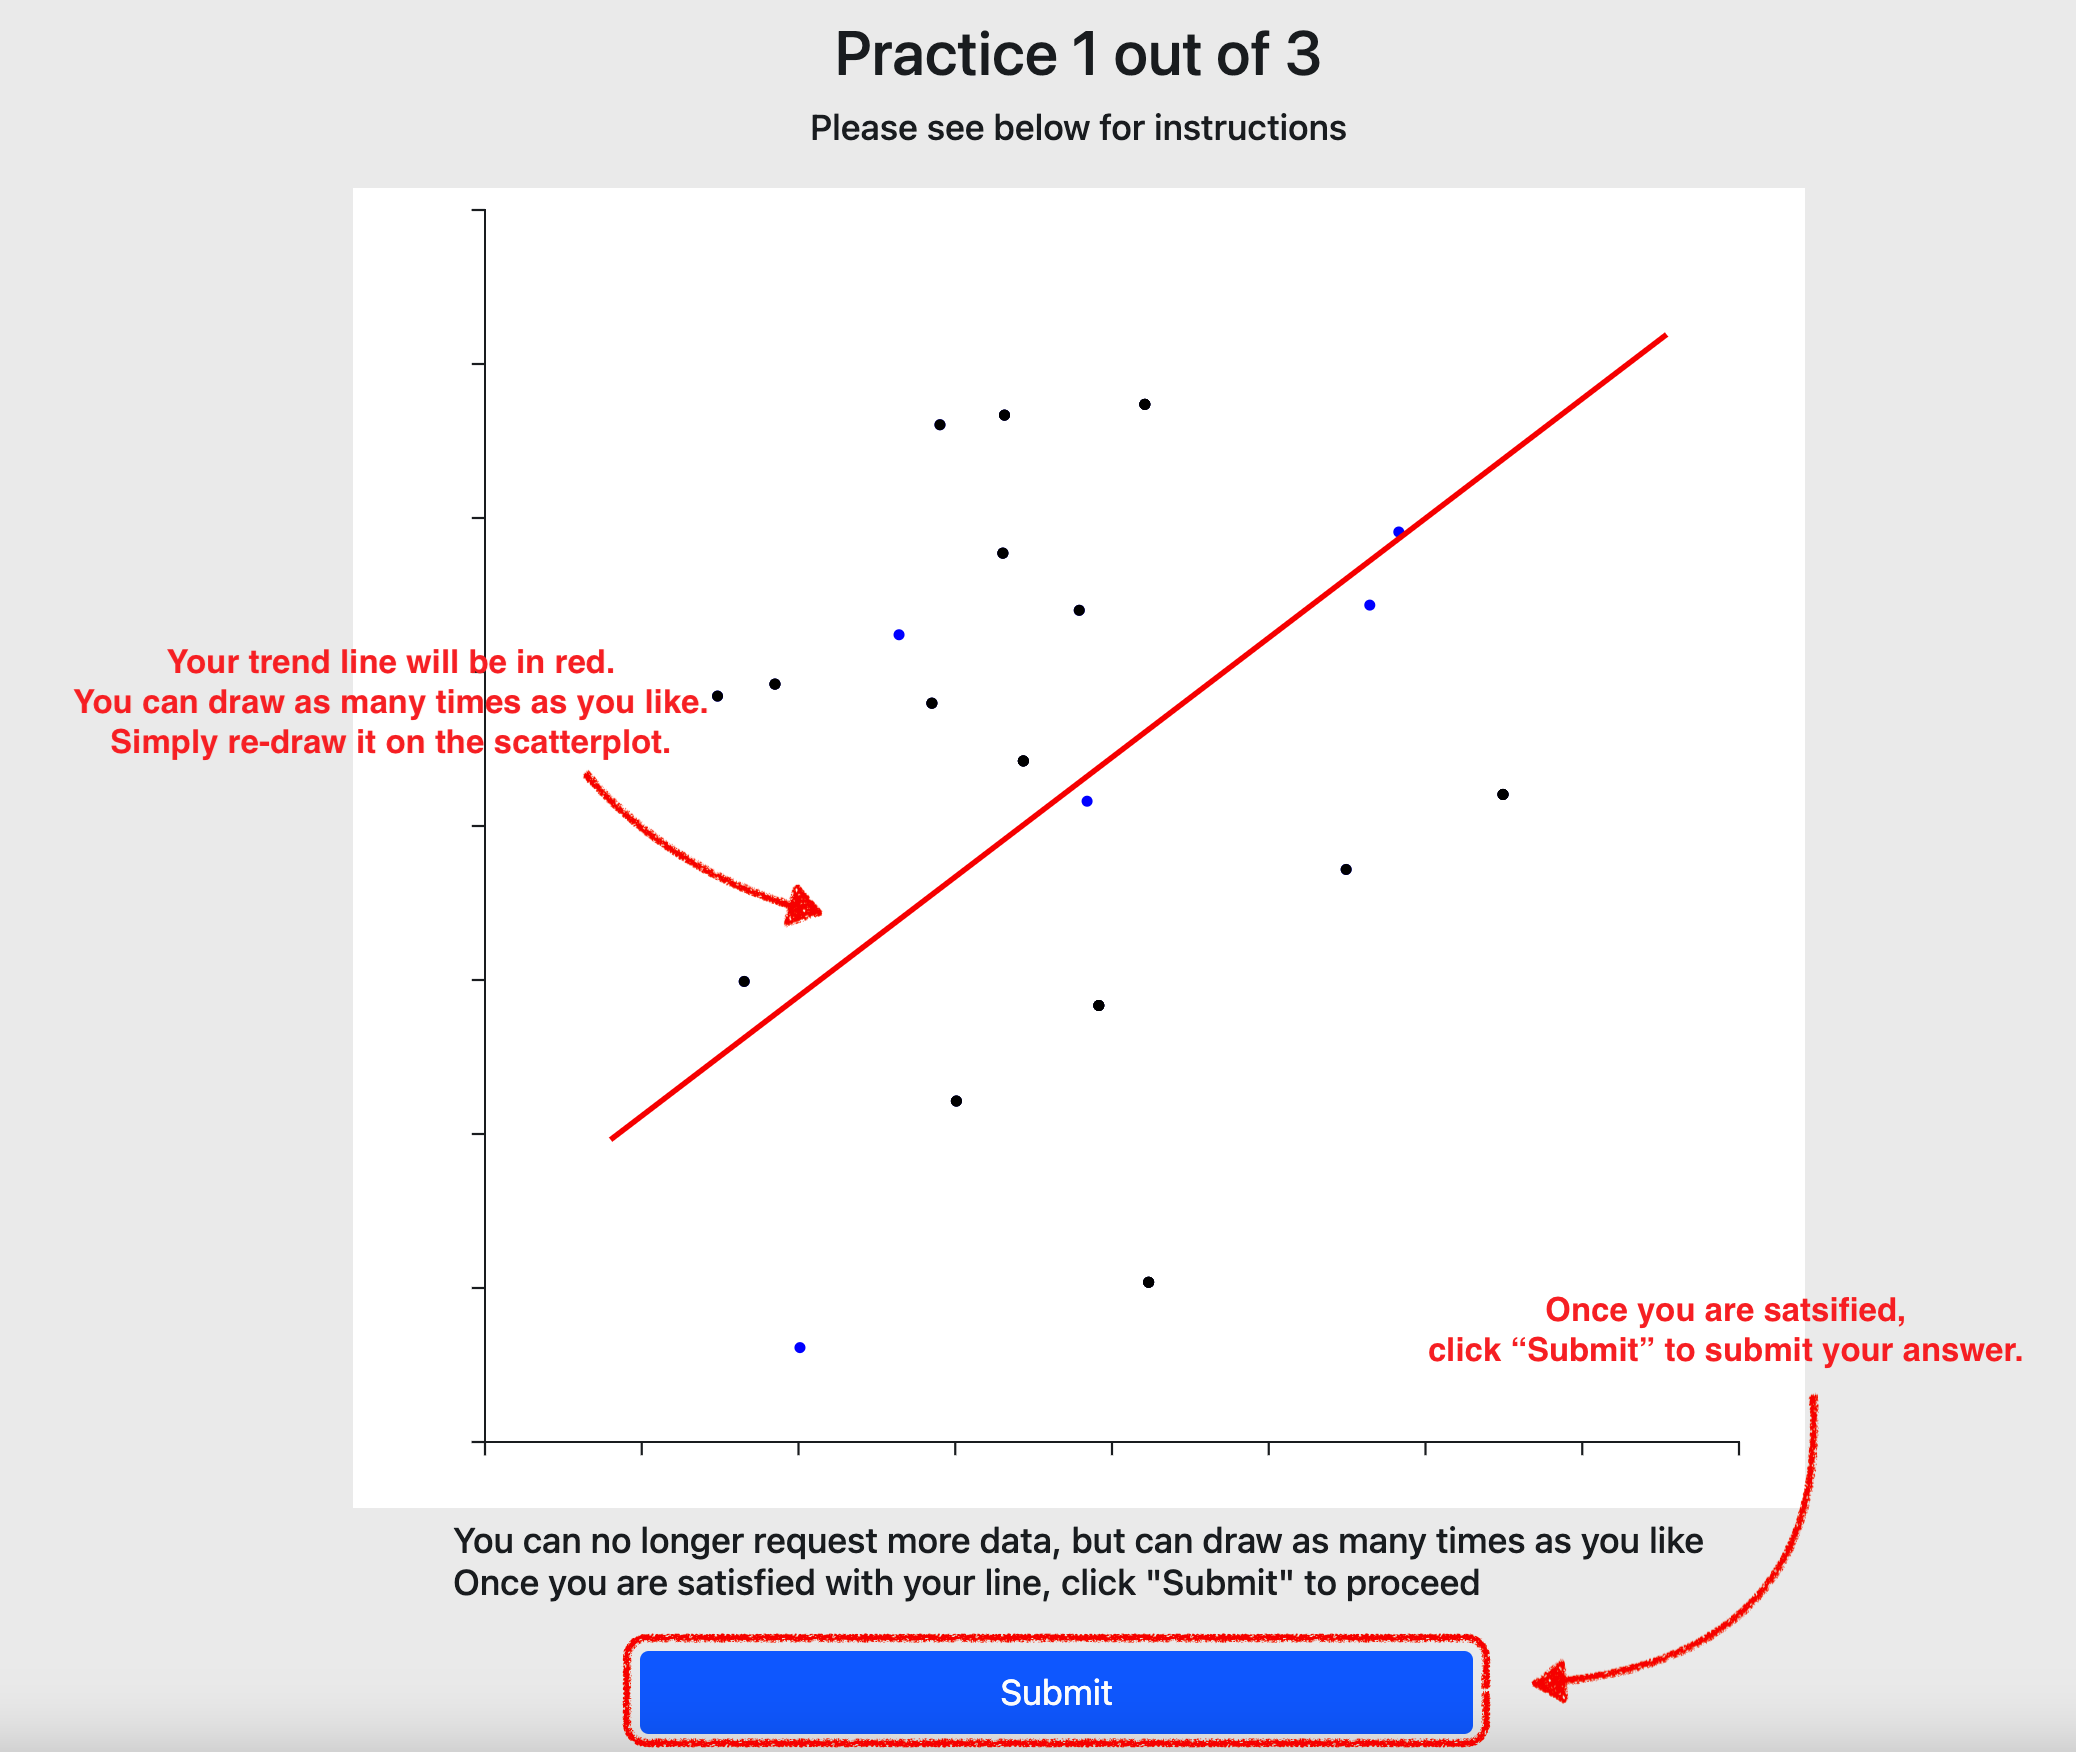 Practice 1 out of 3
Please see below for instructions
Your trend line will be in red.
You can draw as many times as you like.
Simply re-draw it on the scatterplot.
Once you are satsified,
click “Submit” to submit your answer.
You can no longer request more data, but can draw as many times as you like
Once you are satisfied with your line, click "Submit" to proceed
Submit